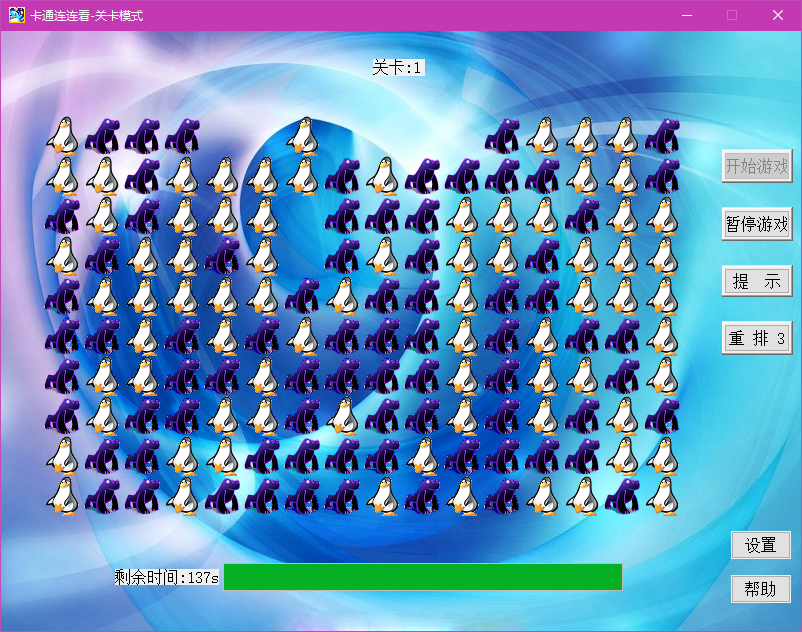 卡通连连看-关卡模式
关卡:1
开始游戏
暂停游戏
提 示
重 排 3
设置
帮助
剩余时间:137s